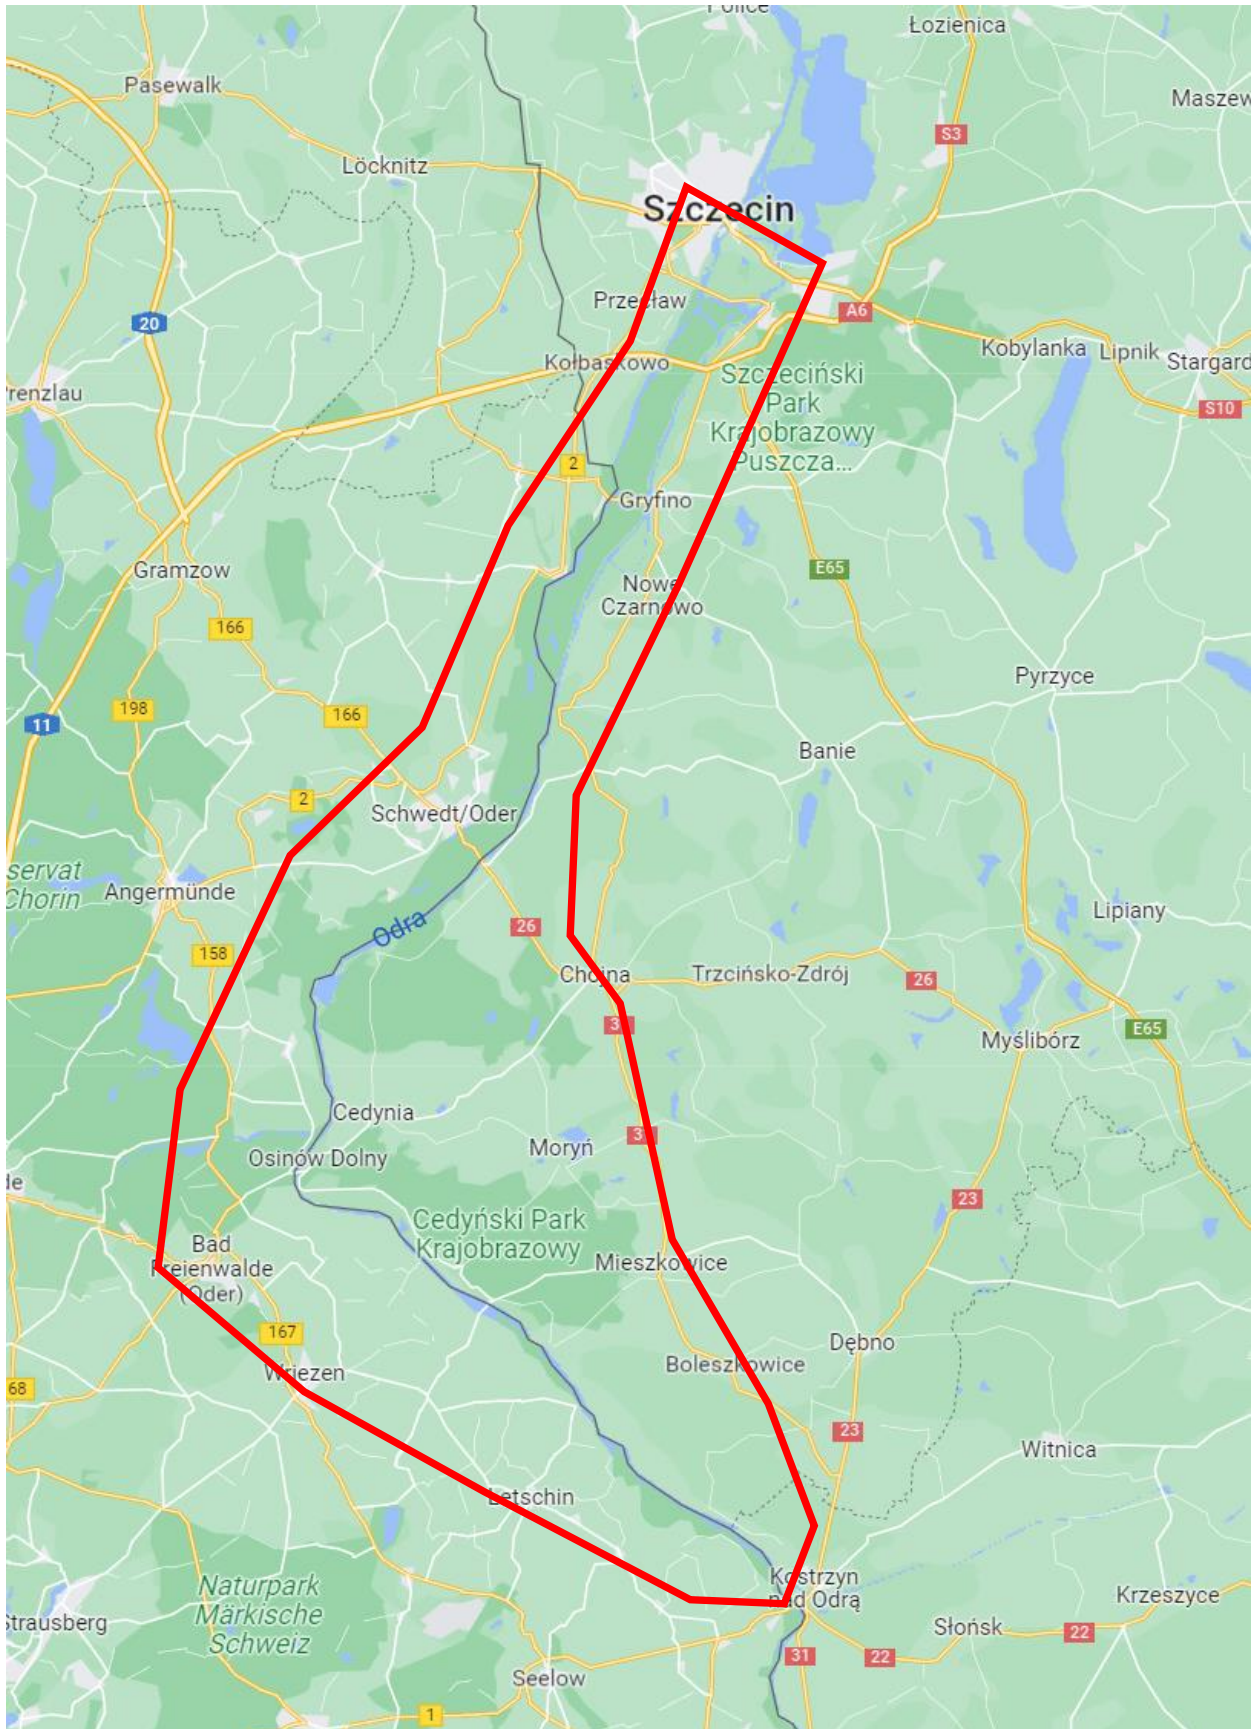 Police
Łozienica
Pasewalk
Maszew
S3
Löcknitz
Szczecin
Przecław
A6
20
Kołbaskowo
Kobylanka
Lipnik
Stargard
Szczeciński
Park
Krajobrazowy
Puszcza...
renzlau
S10
2
Gryfino
Gramzow
E65
Nowe
Czarnowo
166
Pyrzyce
198
166
11
Banie
2
Schwedt/Oder
servat
Chorin
Angermünde
Lipiany
Odra
26
158
Chojna
Trzcińsko-Zdrój
26
31
E65
Myślibórz
Cedynia
31
Moryń
Osinów Dolny
de
23
Cedyński Park
Krajobrazowy
Bad
Freienwalde
(Oder)
Mieszkowice
167
Dębno
Boleszkowice
Wriezen
68
23
Witnica
Letschin
Kostrzyn
nad Odrą
Naturpark
Märkische
Schweiz
Krzeszyce
Strausberg
Słońsk
22
31
22
Seelow
1